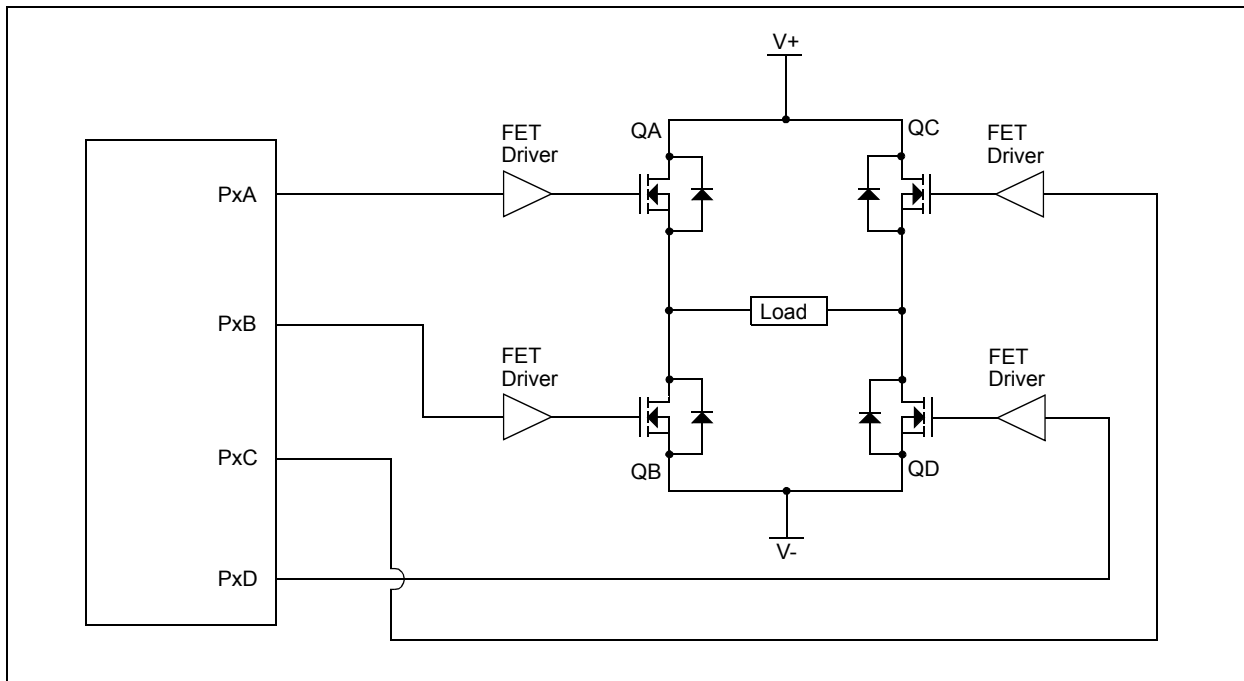 V+
QA
FET
Driver
QC
FET
Driver
PxA
PxB
Load
FET
Driver
FET
Driver
PxC
QB
QD
V-
PxD